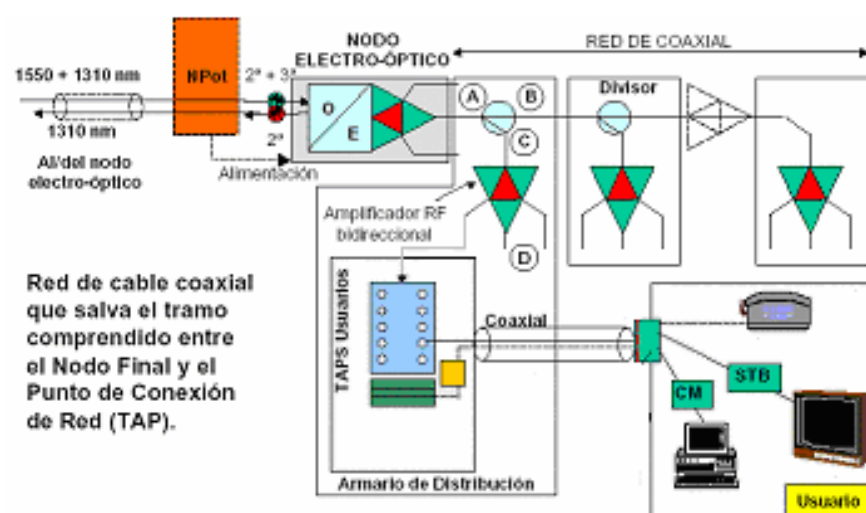 NODO
ELECTRO-ÓPTICO
RED DE COAXIAL
1550 + 1310 nm
NPot
2ª + 3ª
A
B
Divisor
O
E
1310 nm
2ª
C
Al/del nodo
electro-óptico
Alimentación
Amplificador RF
bidireccional
D
Red de cable coaxial
que salva el tramo
comprendido entre
el Nodo Final y el
Punto de Conexión
de Red (TAP).
TAPS Usuarios
Coaxial
STB
CM
Armario de Distribución
Usuario